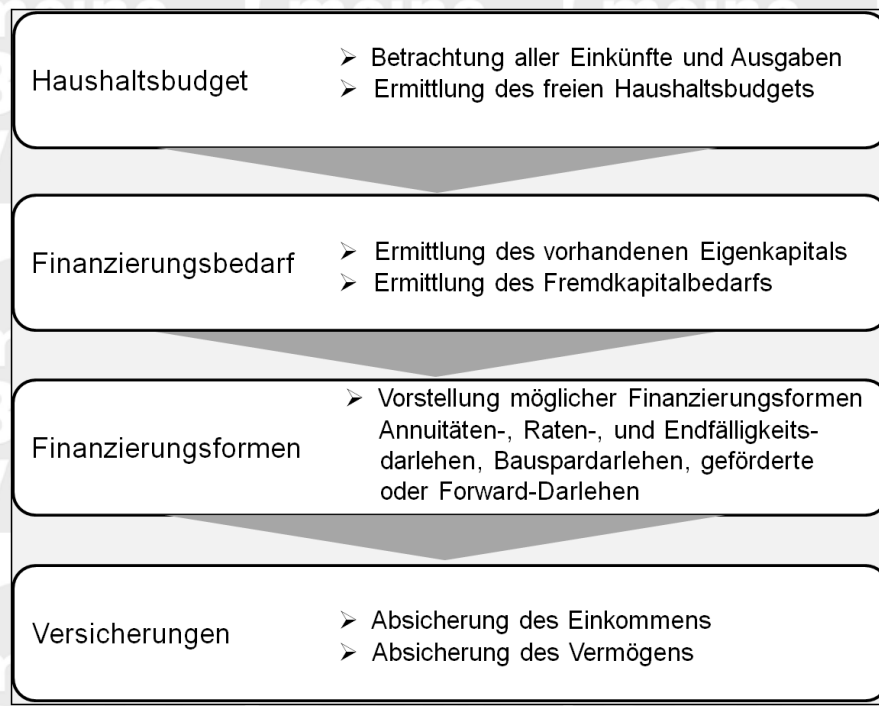 Haushaltsbudget
➢ Betrachtung aller Einkünfte und Ausgaben
➢ Ermittlung des freien Haushaltsbudgets
Finanzierungsbedarf
➢ Ermittlung des vorhandenen Eigenkapitals
➢ Ermittlung des Fremdkapitalbedarfs
Finanzierungsformen
➢ Vorstellung möglicher Finanzierungsformen
Annuitäten-, Raten-, und Endfälligkeits-
darlehen, Bauspardarlehen, geförderte
oder Forward-Darlehen
Versicherungen
➢ Absicherung des Einkommens
➢ Absicherung des Vermögens